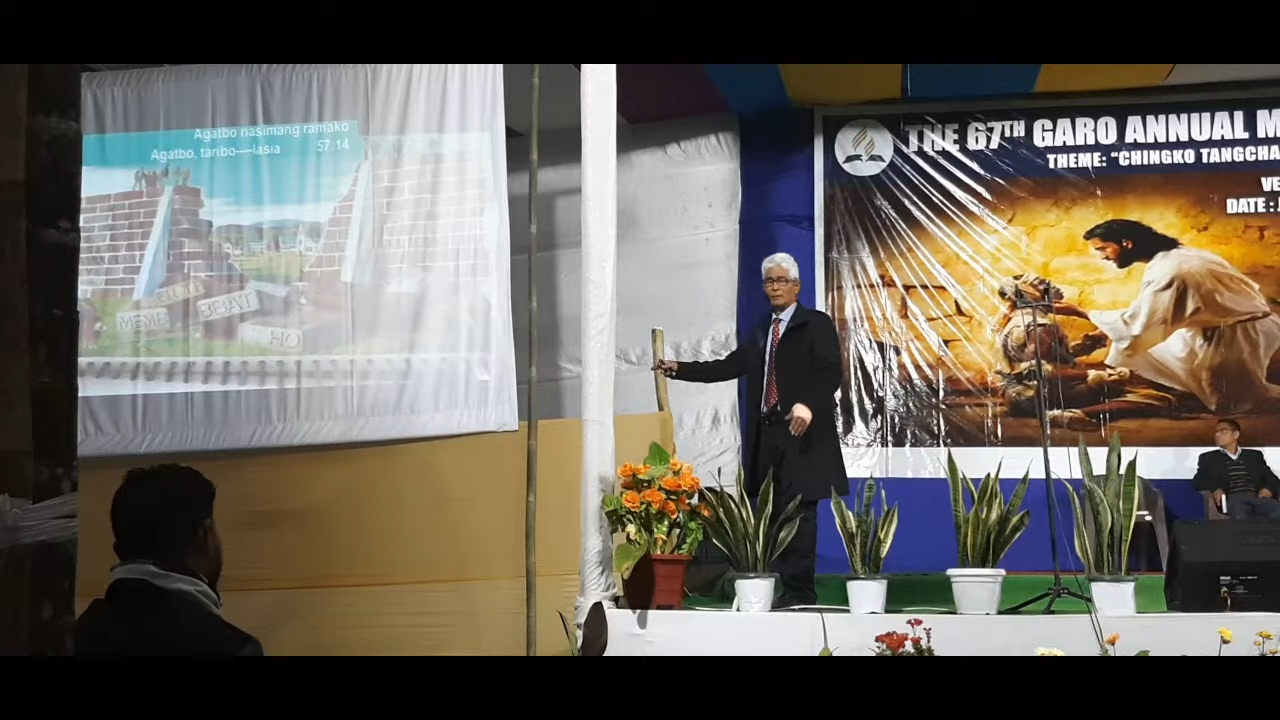 Agatbo nasimang ramako
Agatbo, taribo----lasia 57:14
MEMB
BBAT
HO
THE 67TH GARO ANNUAL M
THEME: "CHINGKO TANGCHA
VE
DATE : J